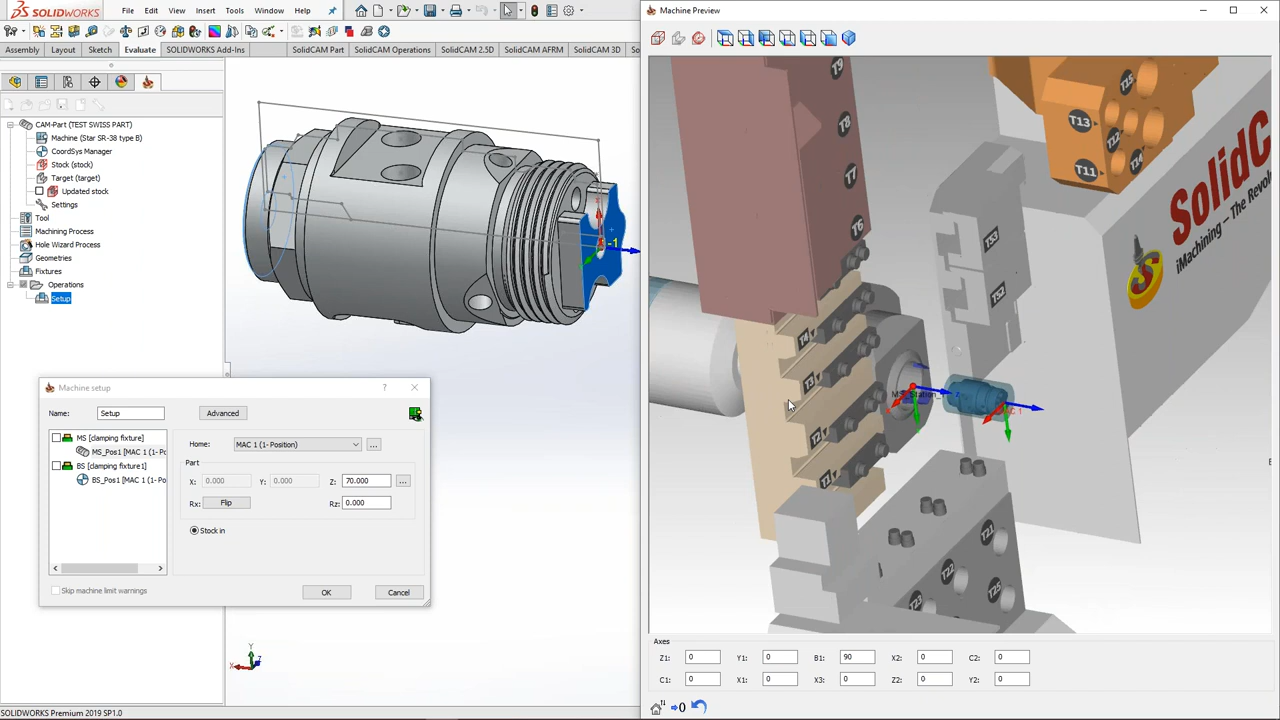 SOLIDWORKS
File Edit View Insert Tools Window Help
Assembly Layout Sketch Evaluate SOLIDWORKS Add-Ins SolidCAM Part SolidCAM Operations SolidCAM 2.5D SolidCAM AFRM SolidCAM 3D So
CAM-Part (TEST SWISS PART)
Machine (Star SR-38 type B)
CoordSys Manager
Stock (stock)
Target (target)
Updated stock
Settings
Tool
Machining Process
Hole Wizard Process
Geometries
Fixtures
Operations
Setup
-1
Machine setup
?
Name: Setup Advanced
MS [clamping fixture]
MS_Pos1 [MAC 1 (1- Pc
BS [clamping fixture1]
BS_Pos1 [MAC 1 (1-Po
Home: MAC 1 (1- Position) ...
Part
X: 0.000 Y: 0.000 Z: 70.000 ...
Rx: Flip Rz: 0.000
Stock in
Skip machine limit warnings
OK Cancel
Y
X
Z
SOLIDWORKS Premium 2019 SP1.0
Machine Preview
T9
T8
T7
T6
T4
T3
T2
T1
T15
T13
T12
T14
T11
TS3
TS2
SolidC
iMachining – The Revol
MS_Station_
T21
T22
T25
T23
Axes
Z1: 0 Y1: 0 B1: 90 X2: 0 C2: 0
C1: 0 X1: 0 X3: 0 Z2: 0 Y2: 0